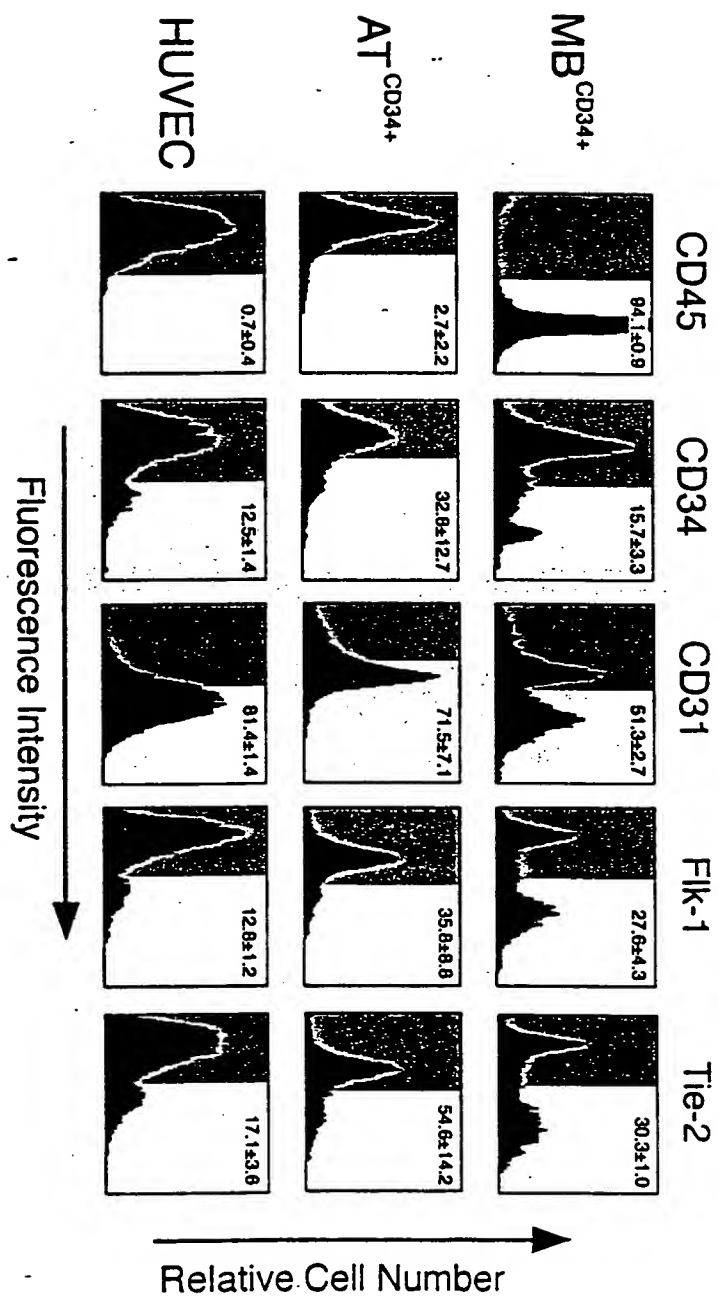 CD45 CD34 CD31 Flk-1 Tie-2
MB CD34+
94.1±0.9 15.7±3.3 51.3±2.7 27.6±4.3 30.3±1.0
AT CD34+
2.7±2.2 32.8±12.7 71.5±7.1 35.8±8.8 54.6±14.2
HUVEC
0.7±0.4 12.5±1.4 81.4±1.4 12.8±1.2 17.1±3.6
Fluorescence Intensity
Relative Cell Number